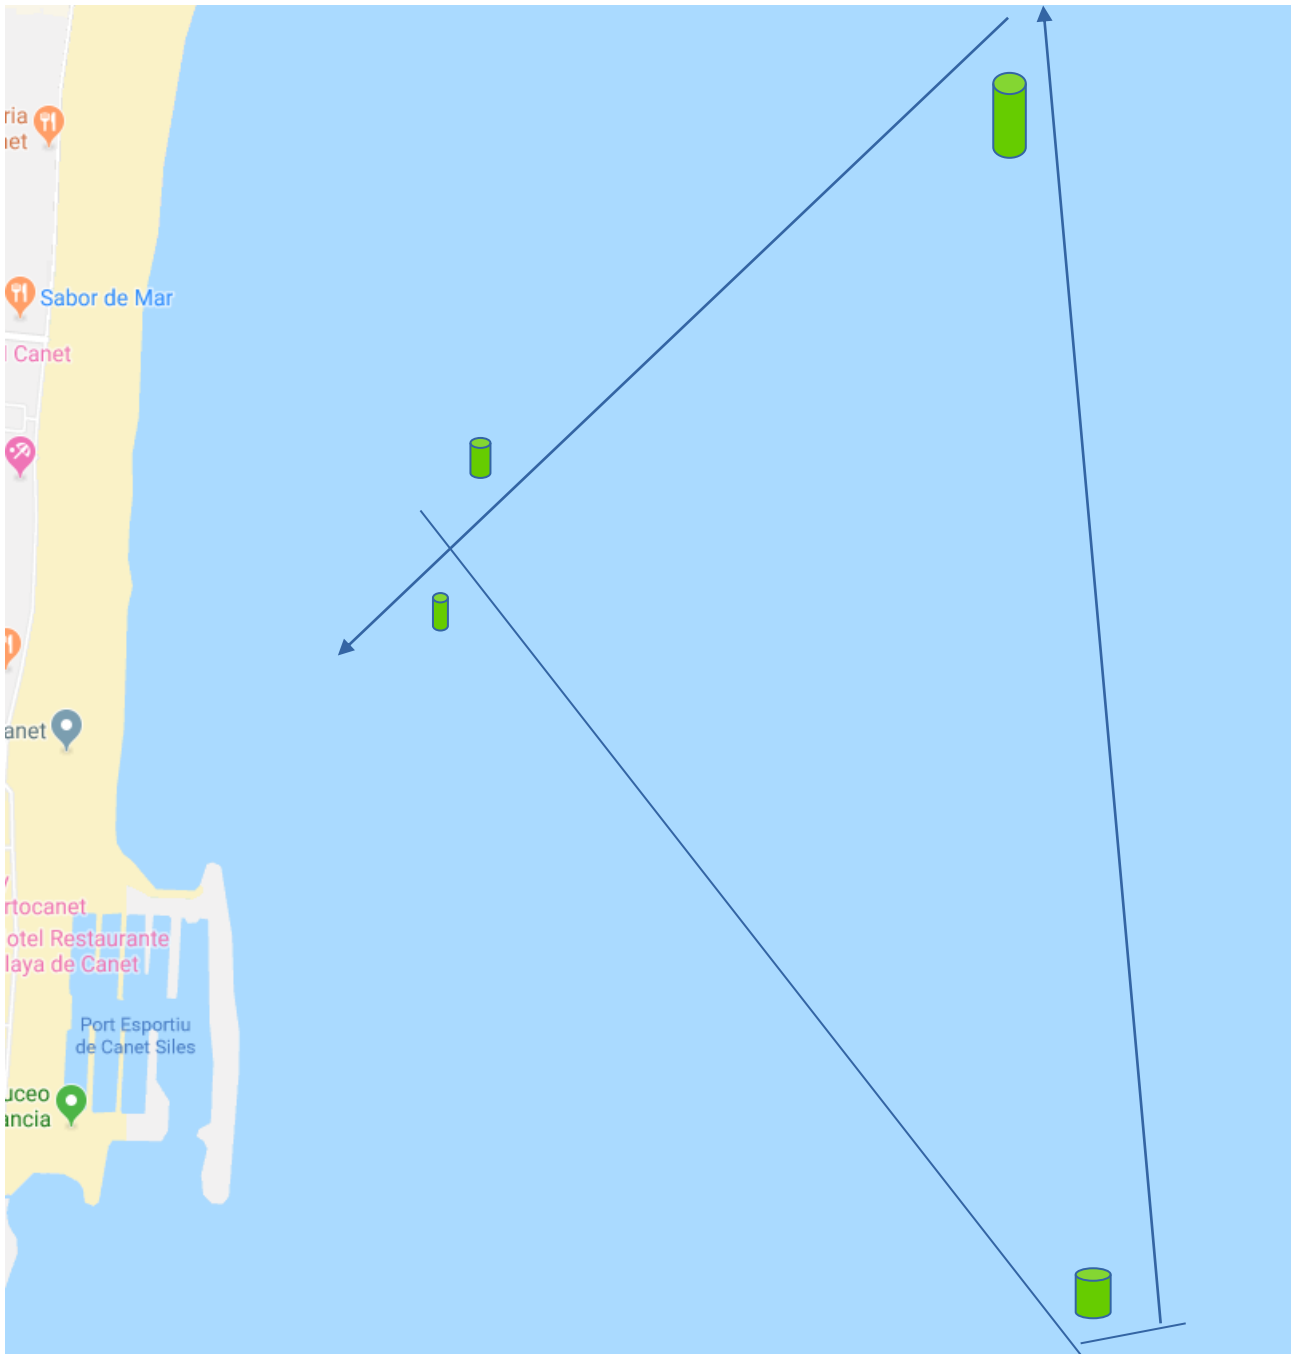 ria
net
Sabor de Mar
l Canet
anet
rtocanet
otel Restaurante
laya de Canet
Port Esportiu
de Canet Siles
uceo
ancia